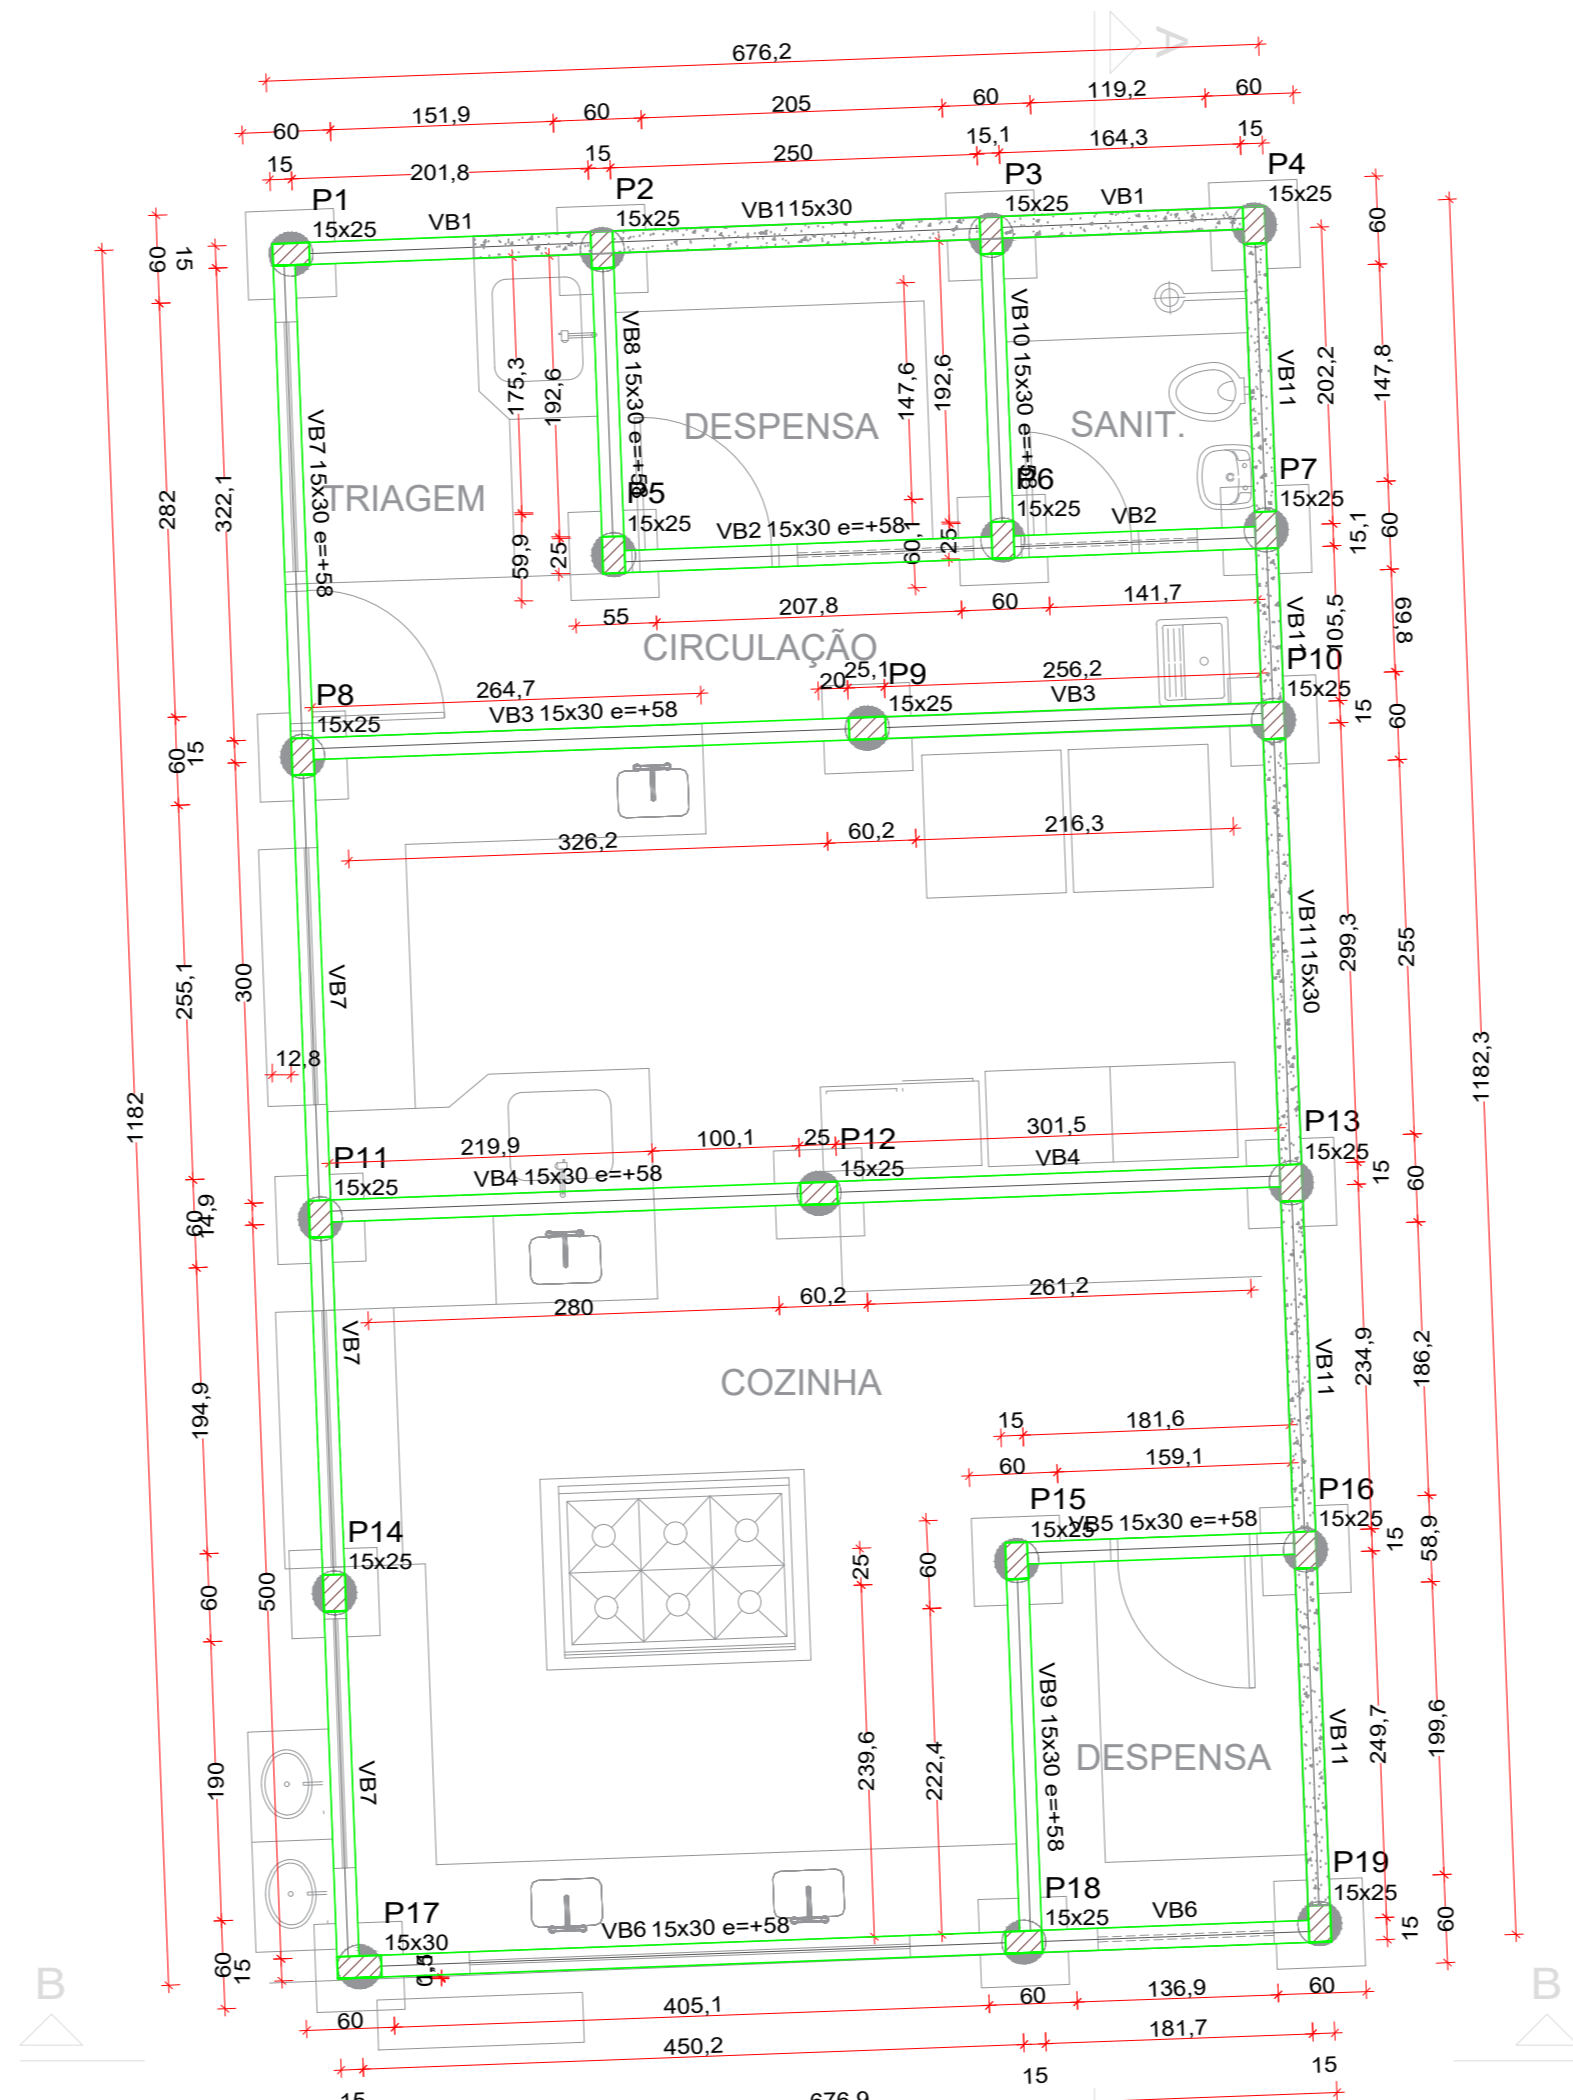 A
676,2
60
151,9
60
205
60
119,2
60
15
201,8
15
250
15,1
164,3
15
P1
15x25
VB1
P2
15x25
VB115x30
P3
15x25
VB1
P4
15x25
60
15
60
VB7 15x30 e=+58
175,3
192,6
VB8 15x30 e=+58
147,6
192,6
VB10 15x30 e=+58
VB11
202,2
147,8
DESPENSA
SANIT.
TRIAGEM
282
322,1
P5
15x25
P6
15x25
P7
15x25
VB2 15x30 e=+58
VB2
59,9
25
60,1
25
15,1
60
55
207,8
60
141,7
CIRCULAÇÃO
VB11
105,5
69,8
P8
15x25
264,7
VB3 15x30 e=+58
20
25,1
P9
15x25
256,2
VB3
P10
15x25
15
60
60
15
326,2
60,2
216,3
255,1
300
VB7
VB1115x30
299,3
255
12,8
1182
1182,3
P11
15x25
219,9
VB4 15x30 e=+58
100,1
25
P12
15x25
301,5
VB4
P13
15x25
15
60
60
14,9
280
60,2
261,2
VB7
VB11
234,9
186,2
194,9
COZINHA
15
181,6
60
159,1
P14
15x25
P15
15x25
VB5 15x30 e=+58
P16
15x25
15
58,9
60
500
25
60
190
VB7
239,6
222,4
VB9 15x30 e=+58
DESPENSA
VB11
249,7
199,6
P17
15x30
VB6 15x30 e=+58
P18
15x25
VB6
P19
15x25
15
60
60
15
B
B
60
405,1
60
136,9
60
450,2
181,7
15
15
15
676,9